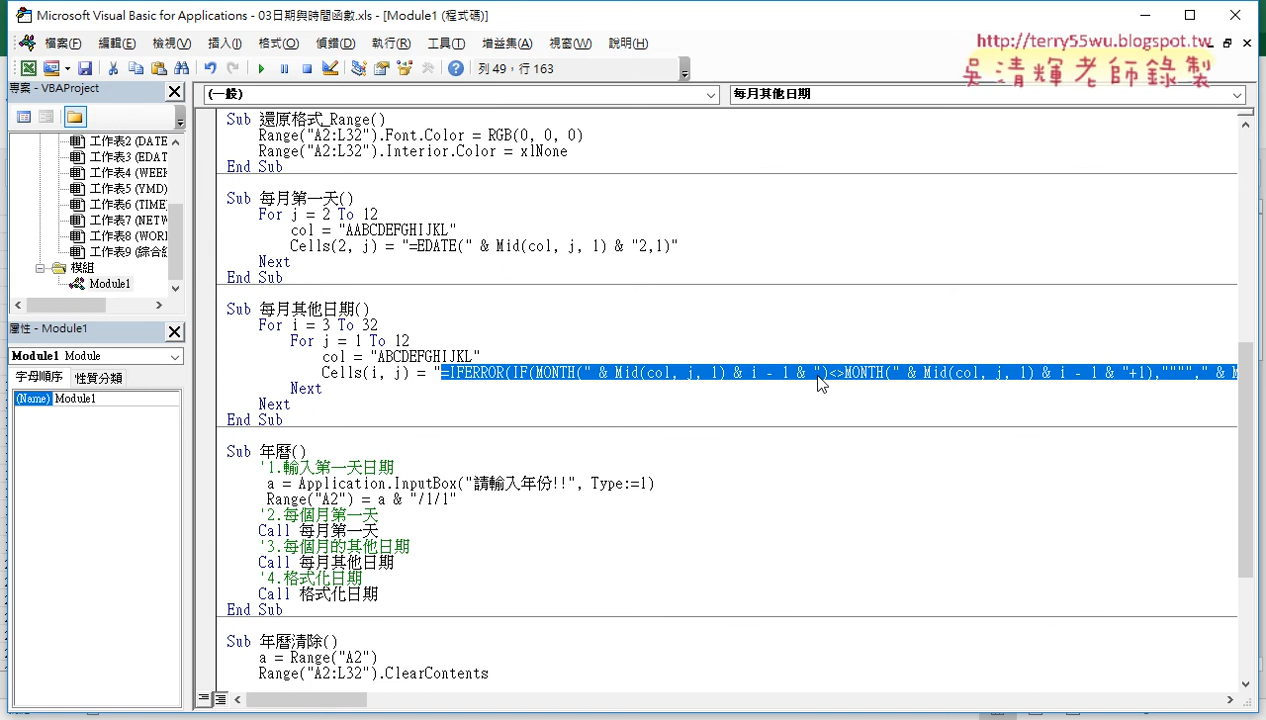 Microsoft Visual Basic for Applications - 03日期與時間函數.xls - [Module1 (程式碼)]
檔案(F) 編輯(E) 檢視(V) 插入(I) 格式(O) 偵錯(D) 執行(R) 工具(T) 增益集(A) 視窗(W) 說明(H)
http://terry55wu.blogspot.tw
吳清輝老師錄製
列 49，行 163
專案 - VBAProject
(一般)
每月其他日期
工作表2 (DATE
工作表3 (EDAT
工作表4 (WEEK
工作表5 (YMD)
工作表6 (TIME)
工作表7 (NETW
工作表8 (WORI
工作表9 (綜合
模組
Module1
屬性 - Module1
Module1 Module
字母順序 性質分類
(Name) Module1
Sub 還原格式_Range()
Range("A2:L32").Font.Color = RGB(0, 0, 0)
Range("A2:L32").Interior.Color = xlNone
End Sub
Sub 每月第一天()
For j = 2 To 12
col = "AABCDEFGHIJKL"
Cells(2, j) = "=EDATE(" & Mid(col, j, 1) & "2,1)"
Next
End Sub
Sub 每月其他日期()
For i = 3 To 32
For j = 1 To 12
col = "ABCDEFGHIJKL"
Cells(i, j) = "=IFERROR(IF(MONTH(" & Mid(col, j, 1) & i - 1 & ")<>MONTH(" & Mid(col, j, 1) & i - 1 & "+1),""""," & M
Next
Next
End Sub
Sub 年曆()
'1.輸入第一天日期
a = Application.InputBox("請輸入年份!!", Type:=1)
Range("A2") = a & "/1/1"
'2.每個月第一天
Call 每月第一天
'3.每個月的其他日期
Call 每月其他日期
'4.格式化日期
Call 格式化日期
End Sub
Sub 年曆清除()
a = Range("A2")
Range("A2:L32").ClearContents